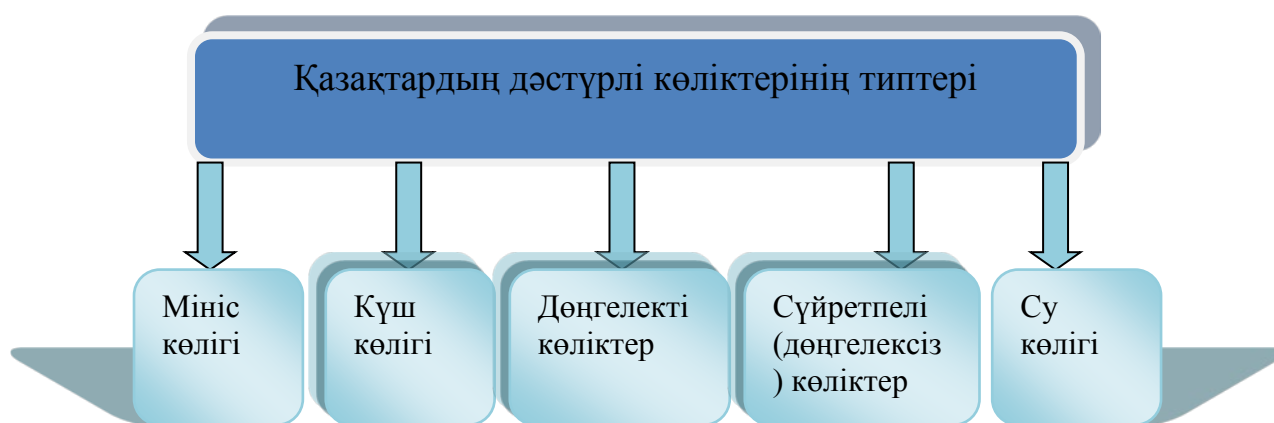 Қазақтардың дәстүрлі көліктерінің типтері
Мініс
көлігі
Күш
көлігі
Дөңгелекті
көліктер
Сүйретпелі
(дөңгелексіз
) көліктер
Су
көлігі